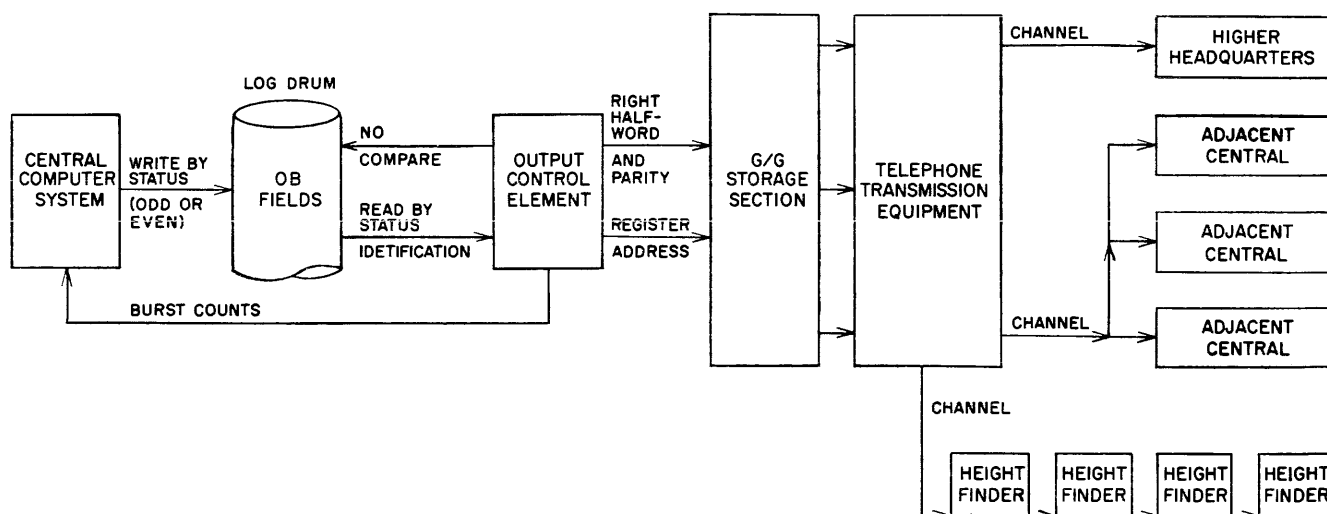 LOG DRUM
CENTRAL
COMPUTER
SYSTEM
WRITE BY
STATUS
(ODD OR
EVEN)
OB
FIELDS
NO
COMPARE
READ BY
STATUS
IDETIFICATION
BURST COUNTS
OUTPUT
CONTROL
ELEMENT
RIGHT
HALF-
WORD
AND
PARITY
REGISTER
ADDRESS
G/G
STORAGE
SECTION
TELEPHONE
TRANSMISSION
EQUIPMENT
CHANNEL
HIGHER
HEADQUARTERS
ADJACENT
CENTRAL
ADJACENT
CENTRAL
CHANNEL
ADJACENT
CENTRAL
CHANNEL
HEIGHT
FINDER
HEIGHT
FINDER
HEIGHT
FINDER
HEIGHT
FINDER